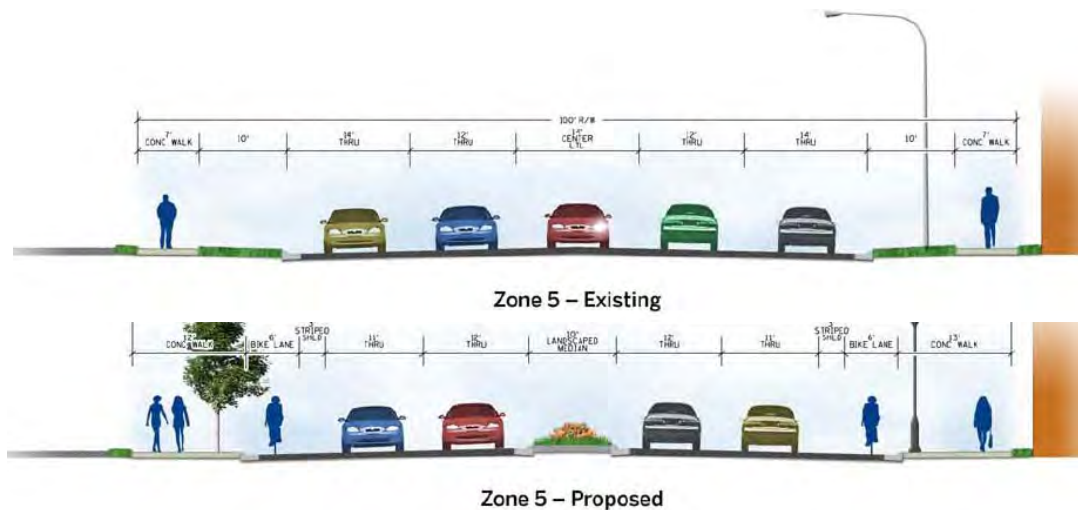 100' R/W
7'
CONC WALK
10'
14'
THRU
12'
THRU
14'
CENTER
LTL
12'
THRU
14'
THRU
10'
7'
CONC WALK
Zone 5 – Existing
12'
CONC WALK
6'
BIKE LANE
STRIPED
SHLD
11'
THRU
12'
THRU
10'
LANDSCAPED
MEDIAN
12'
THRU
11'
THRU
STRIPED
SHLD
6'
BIKE LANE
13'
CONC WALK
Zone 5 – Proposed